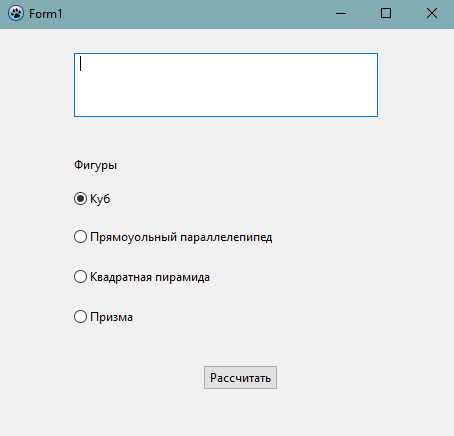 Form1
Фигуры
Куб
Прямоуольный параллелепипед
Квадратная пирамида
Призма
Рассчитать